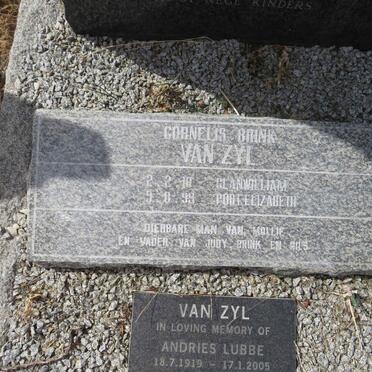 NEGE KINDERS
CORNELIS BRINK
VAN ZYL
CLANWILLIAM
PORT ELIZABETH
DIERBARE MAN VAN MOLLIE
EN VADER VAN JUDY BRINK EN
VAN ZYL
IN LOVING MEMORY OF
ANDRIES LUBBE
18.7.1919 - 17.1.2005